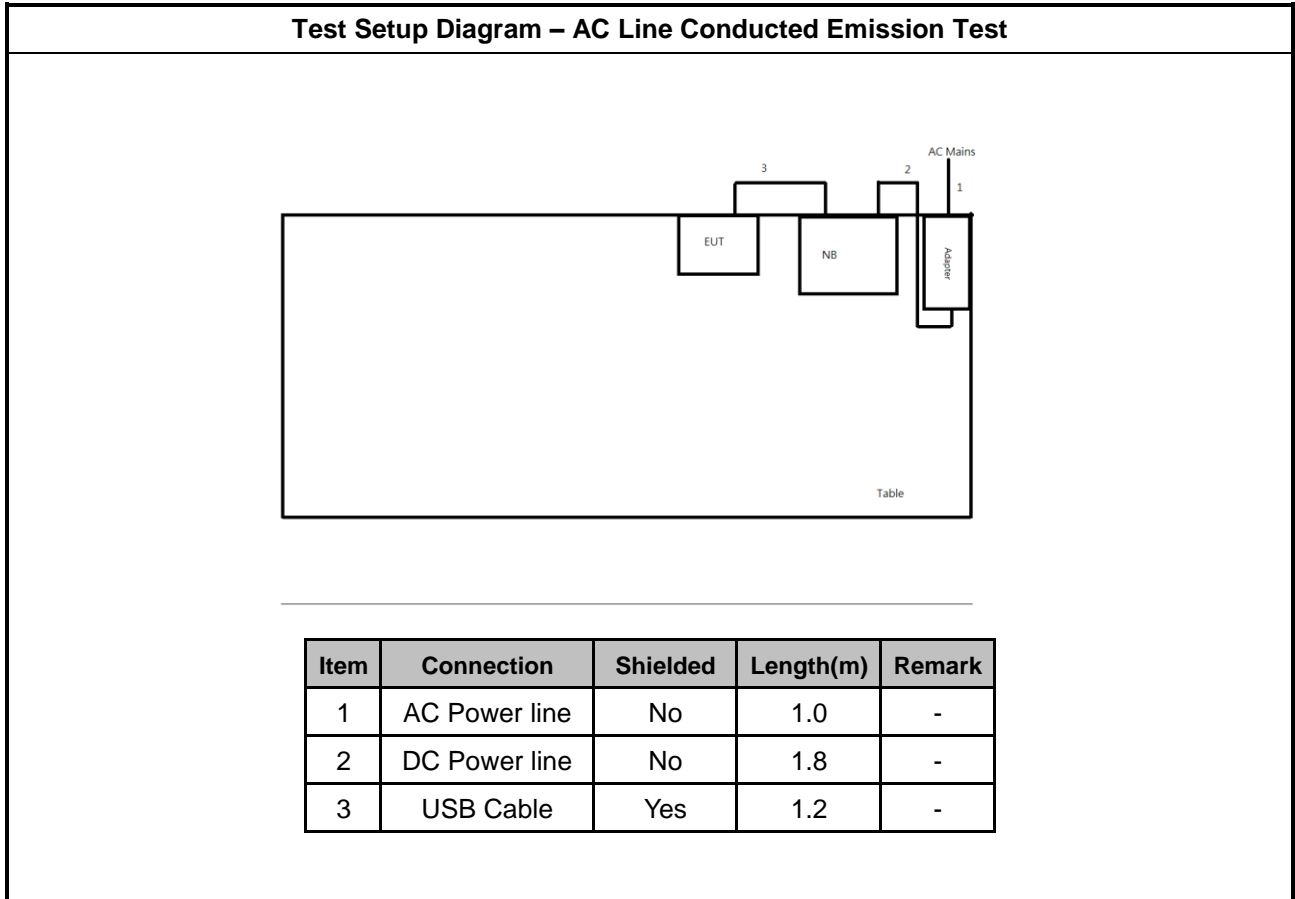 Test Setup Diagram – AC Line Conducted Emission Test
AC Mains
3
2
1
EUT
NB
Adapter
Table
Item Connection Shielded Length(m) Remark
1 AC Power line No 1.0 -
2 DC Power line No 1.8 -
3 USB Cable Yes 1.2 -